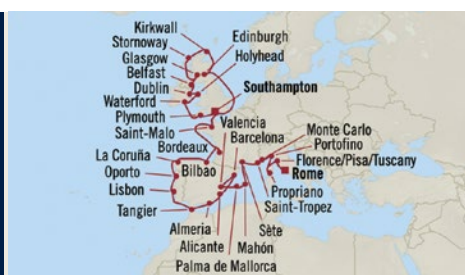 Kirkwall
Stornoway
Edinburgh
Glasgow
Holyhead
Belfast
Dublin
Southampton
Waterford
Plymouth
Valencia
Saint-Malo
Barcelona
Monte Carlo
Bordeaux
Portofino
La Coruña
Florence/Pisa/Tuscany
Bilbao
Oporto
Rome
Lisbon
Propriano
Saint-Tropez
Tangier
Almeria
Sète
Alicante
Mahón
Palma de Mallorca